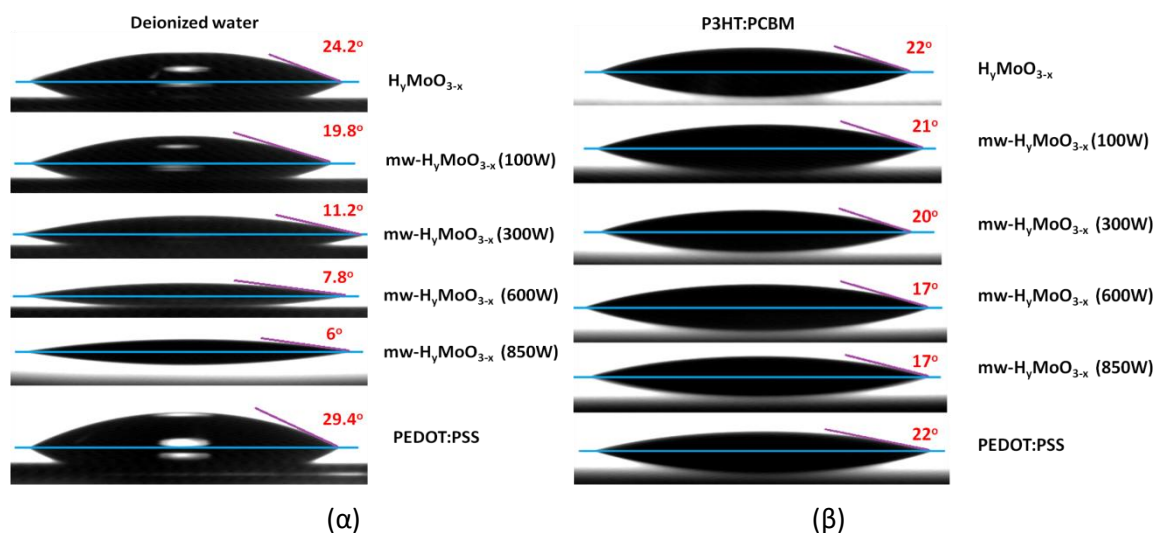 Deionized water
24.2°
HyMoO3-x
19.8°
mw-HyMoO3-x (100W)
11.2°
mw-HyMoO3-x (300W)
7.8°
mw-HyMoO3-x (600W)
6°
mw-HyMoO3-x (850W)
29.4°
PEDOT:PSS
(α)
P3HT:PCBM
22°
HyMoO3-x
21°
mw-HyMoO3-x (100W)
20°
mw-HyMoO3-x (300W)
17°
mw-HyMoO3-x (600W)
17°
mw-HyMoO3-x (850W)
22°
PEDOT:PSS
(β)